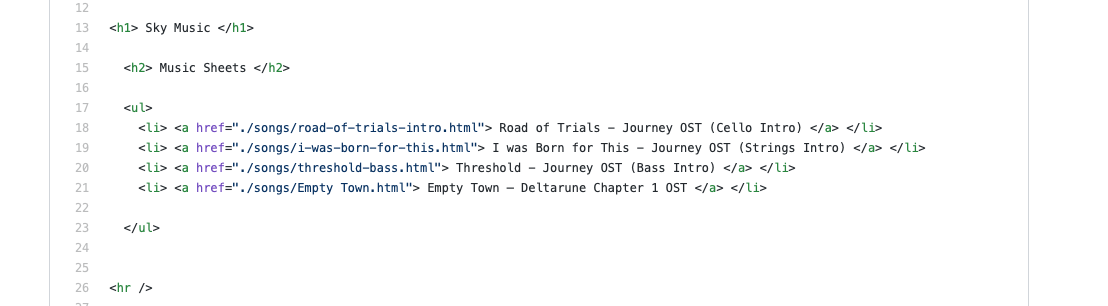 12
13 <h1> Sky Music </h1>
14
15 <h2> Music Sheets </h2>
16
17 <ul>
18 <li> <a href="./songs/road-of-trials-intro.html"> Road of Trials - Journey OST (Cello Intro) </a> </li>
19 <li> <a href="./songs/i-was-born-for-this.html"> I was Born for This - Journey OST (Strings Intro) </a> </li>
20 <li> <a href="./songs/threshold-bass.html"> Threshold - Journey OST (Bass Intro) </a> </li>
21 <li> <a href="./songs/Empty Town.html"> Empty Town – Deltarune Chapter 1 OST </a> </li>
22
23 </ul>
24
25
26 <hr />
27